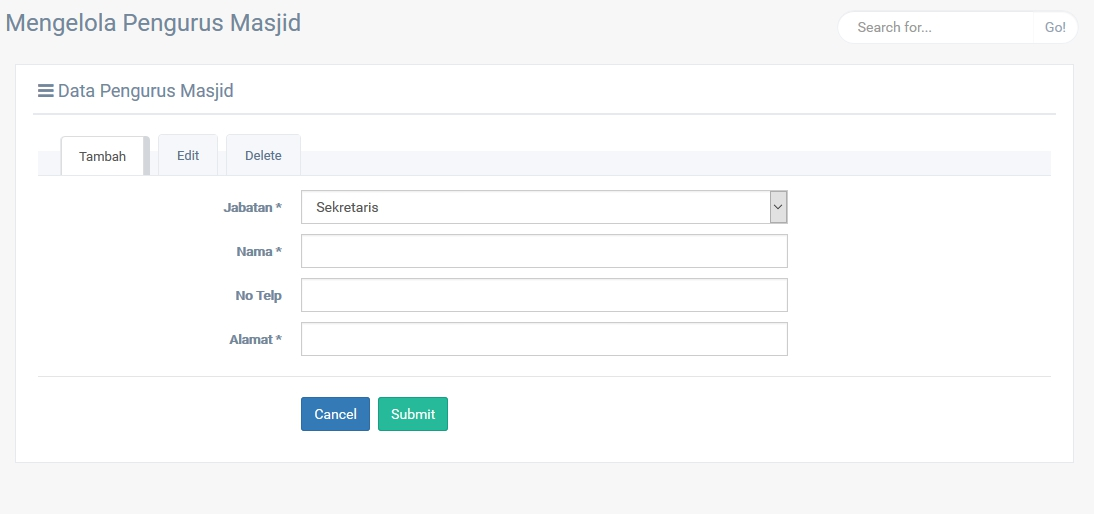 Mengelola Pengurus Masjid
Search for... Go!
Data Pengurus Masjid
Tambah Edit Delete
Jabatan * Sekretaris
Nama *
No Telp
Alamat *
Cancel Submit